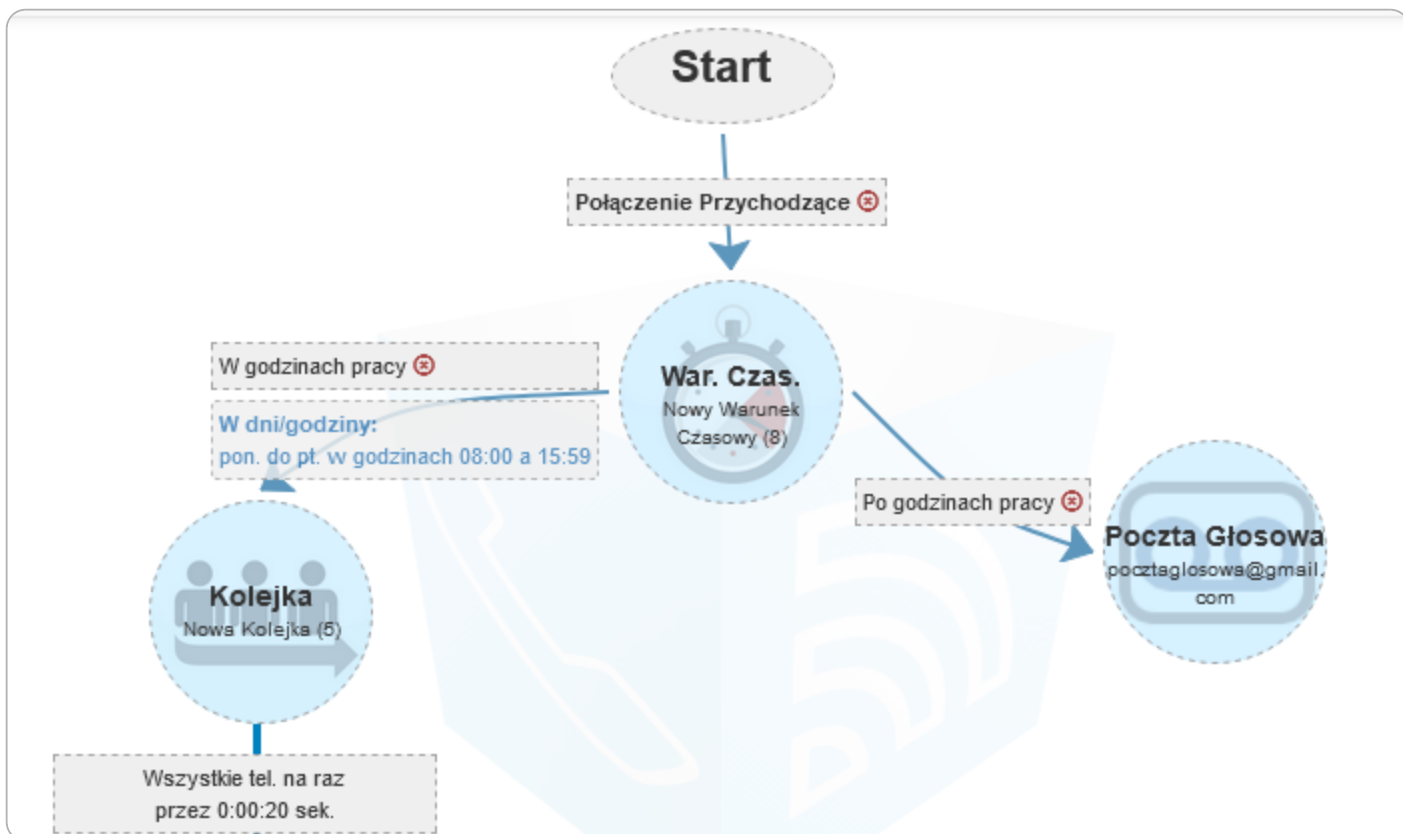 Start
Połączenie Przychodzące
War. Czas.
Nowy Warunek
Czasowy (8)
W godzinach pracy
W dni/godziny:
pon. do pt. w godzinach 08:00 a 15:59
Po godzinach pracy
Poczta Głosowa
pocztaglosowa@gmail.
com
Kolejka
Nowa Kolejka (5)
Wszystkie tel. na raz
przez 0:00:20 sek.